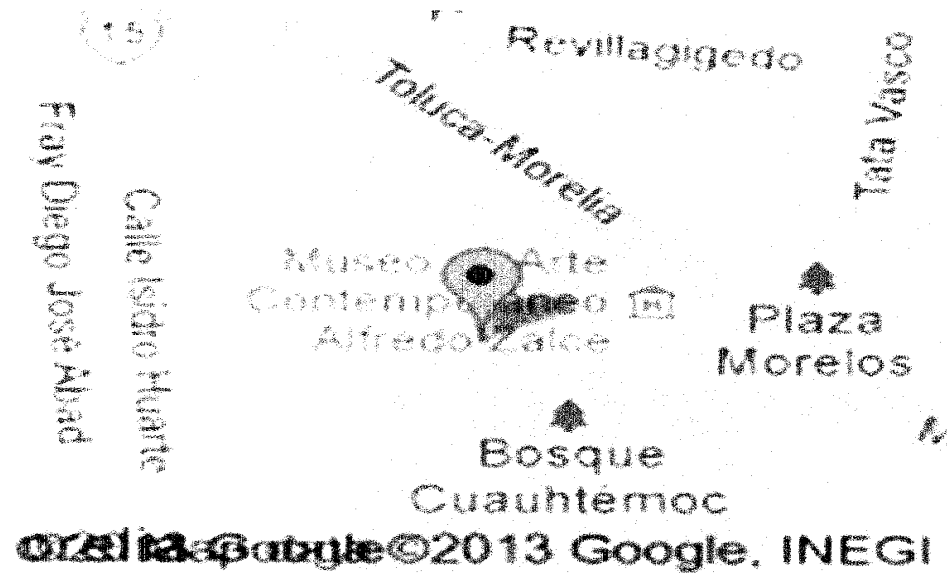 15
Revillagigedo
Tata Vasco
Toluca-Morelia
Fray Diego José Abad
Calle Isidro Huarte
Museo Arte
Contemporáneo
Alfredo Zalce
Plaza
Morelos
Bosque
Cuauhtémoc
©2013 Google, INEGI